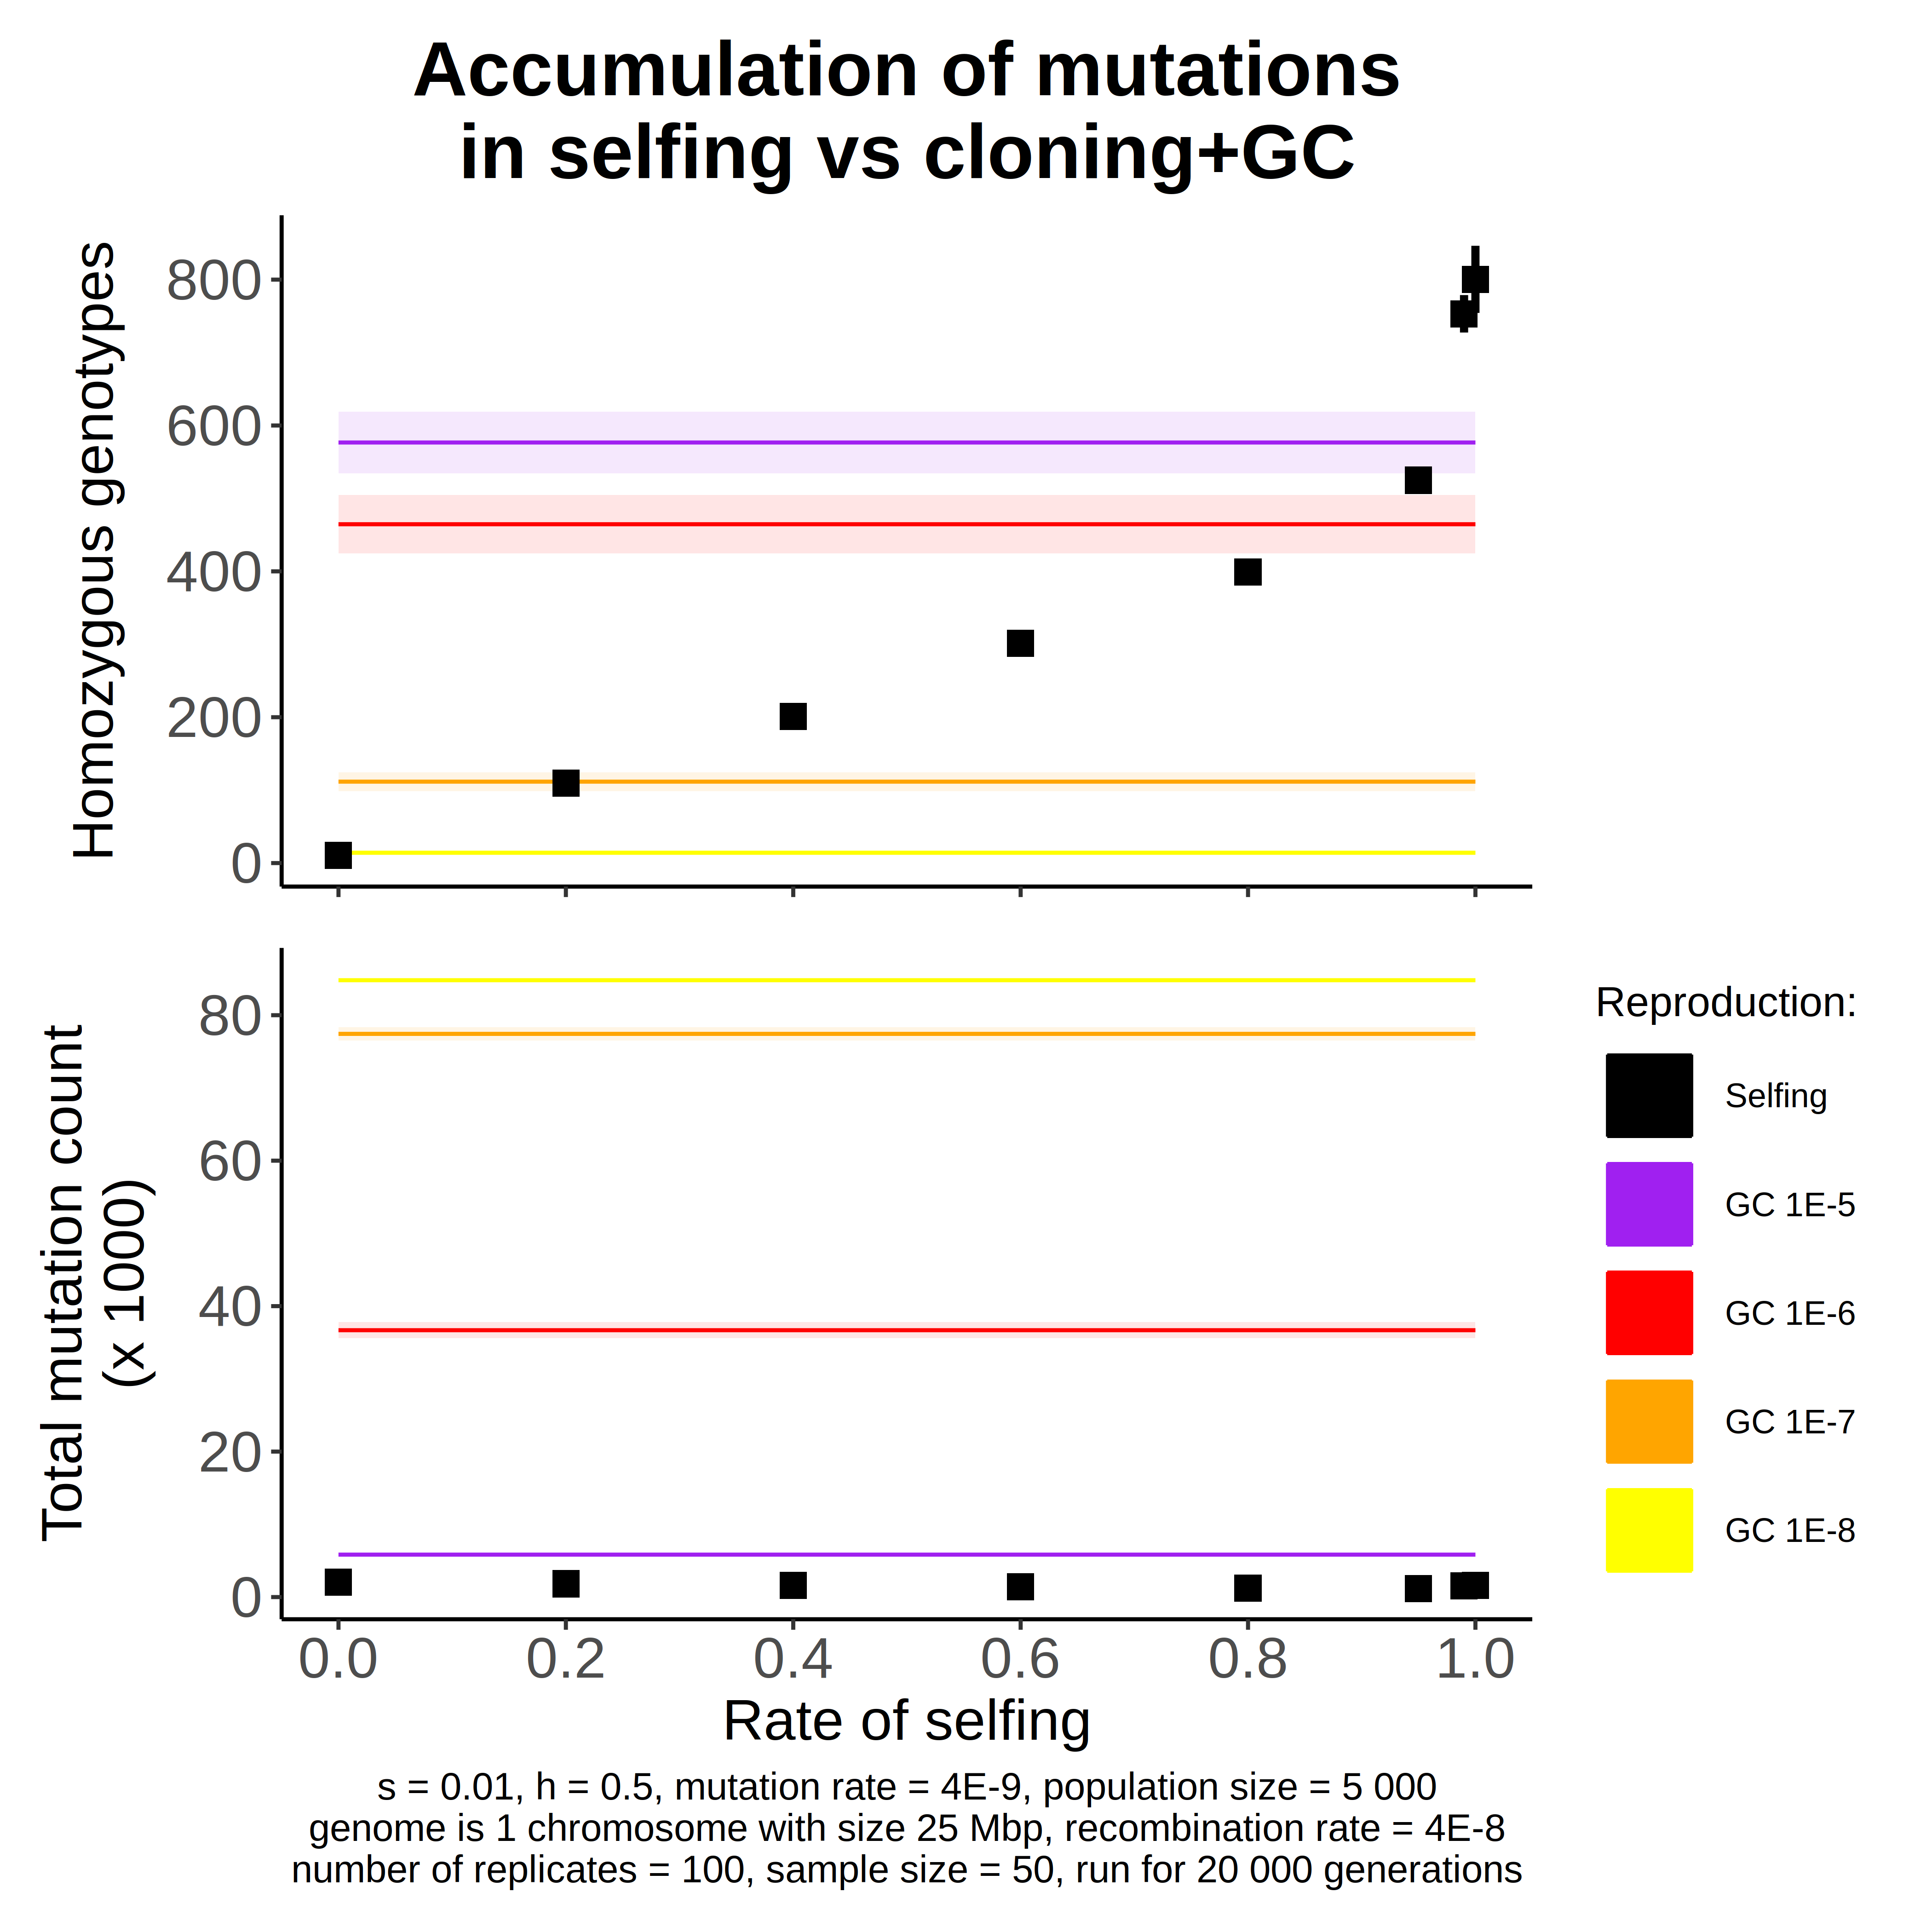 Accumulation of mutations
in selfing vs cloning+GC
Homozygous genotypes
800
600
400
200
0
Total mutation count
(x 1000)
80
60
40
20
0
0.0 0.2 0.4 0.6 0.8 1.0
Rate of selfing
Reproduction:
Selfing
GC 1E-5
GC 1E-6
GC 1E-7
GC 1E-8
s = 0.01, h = 0.5, mutation rate = 4E-9, population size = 5 000
genome is 1 chromosome with size 25 Mbp, recombination rate = 4E-8
number of replicates = 100, sample size = 50, run for 20 000 generations